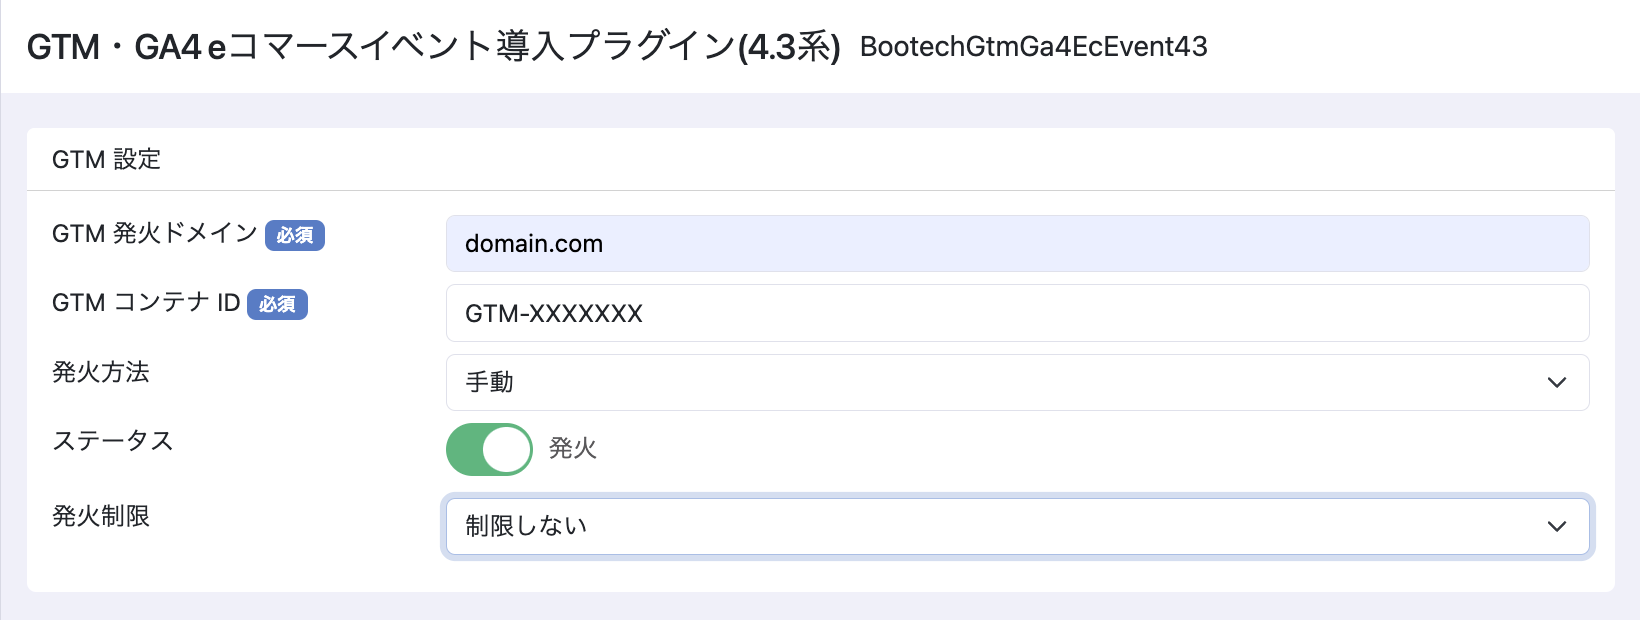 GTM・GA4 eコマースイベント導入プラグイン(4.3系) BootechGtmGa4EcEvent43
GTM 設定
GTM 発火ドメイン 必須 domain.com
GTM コンテナ ID 必須 GTM-XXXXXXX
発火方法 手動
ステータス 発火
発火制限 制限しない